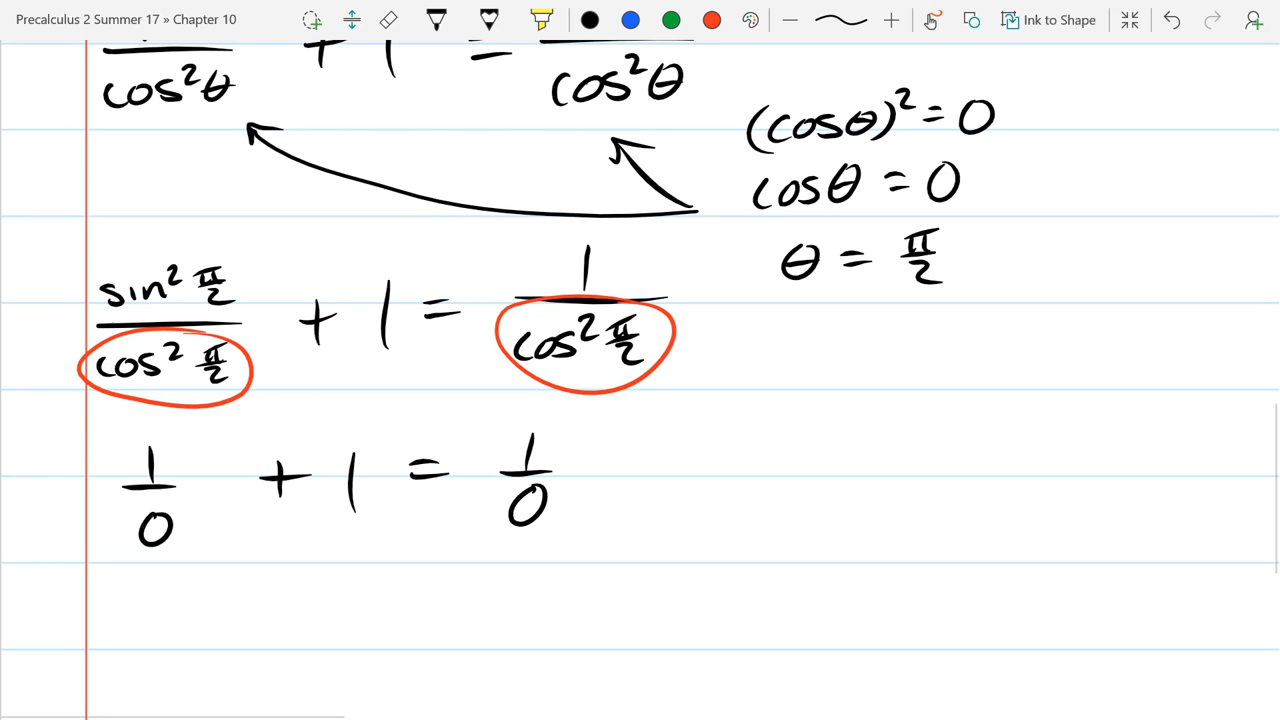 Precalculus 2 Summer 17 » Chapter 10
Ink to Shape
cos²θ + 1 = cos²θ
(cosθ)² = 0
cosθ = 0
θ = π/2
sin² π/2 / cos² π/2 + 1 = 1 / cos² π/2
1/0 + 1 = 1/0